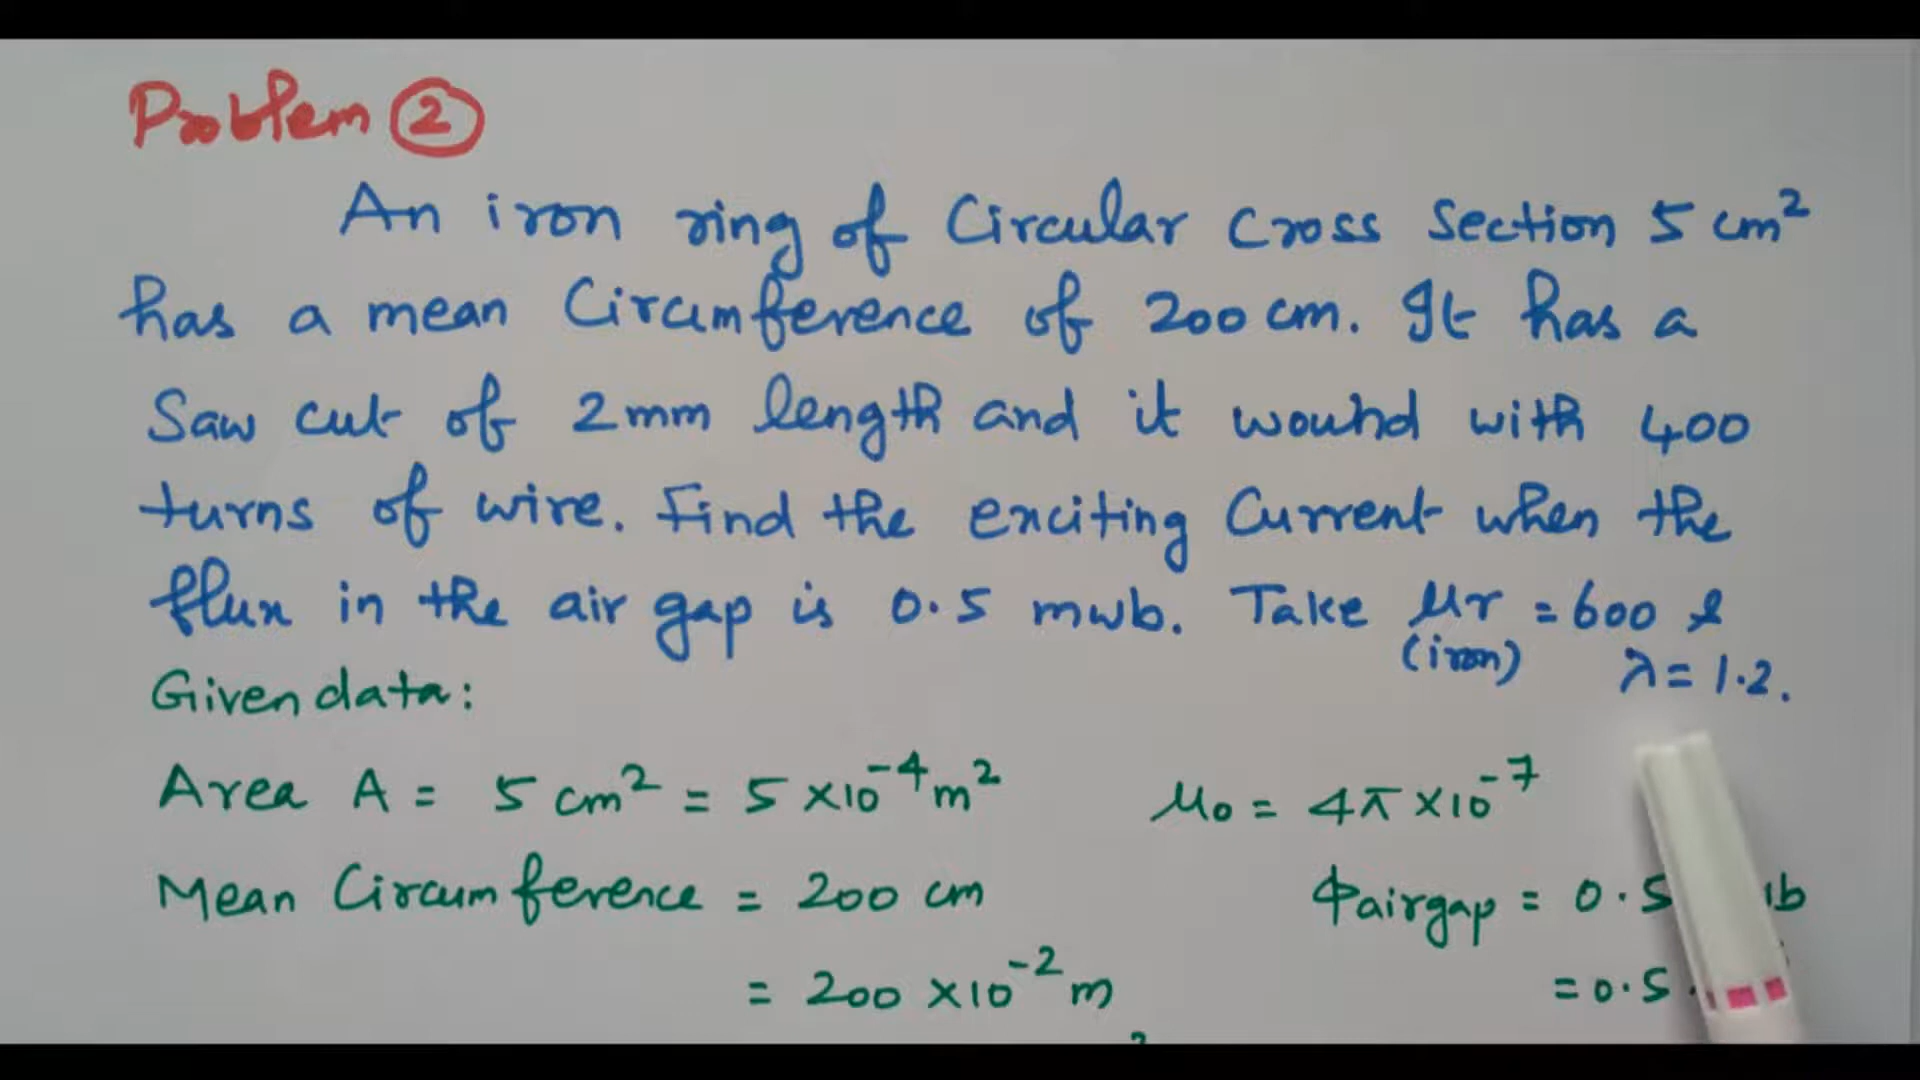 Problem ②
An iron ring of Circular Cross Section 5 cm²
has a mean Circumference of 200 cm. It has a
Saw cut of 2mm length and it wound with 400
turns of wire. Find the exciting Current when the
flux in the air gap is 0.5 mwb. Take μr = 600 &
(iron) λ = 1.2.
Given data:
Area A = 5 cm² = 5 × 10⁻⁴ m² μ₀ = 4π × 10⁻⁷
Mean Circumference = 200 cm Φairgap = 0.5
= 200 × 10⁻² m = 0.5